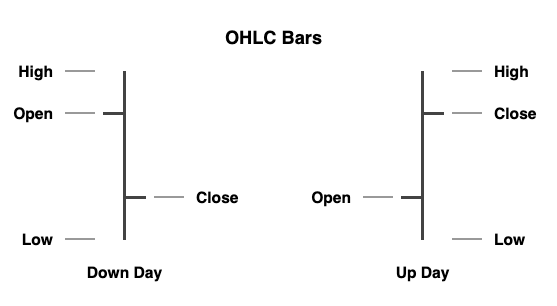 OHLC Bars
High
High
Open
Close
Close
Open
Low
Low
Down Day
Up Day